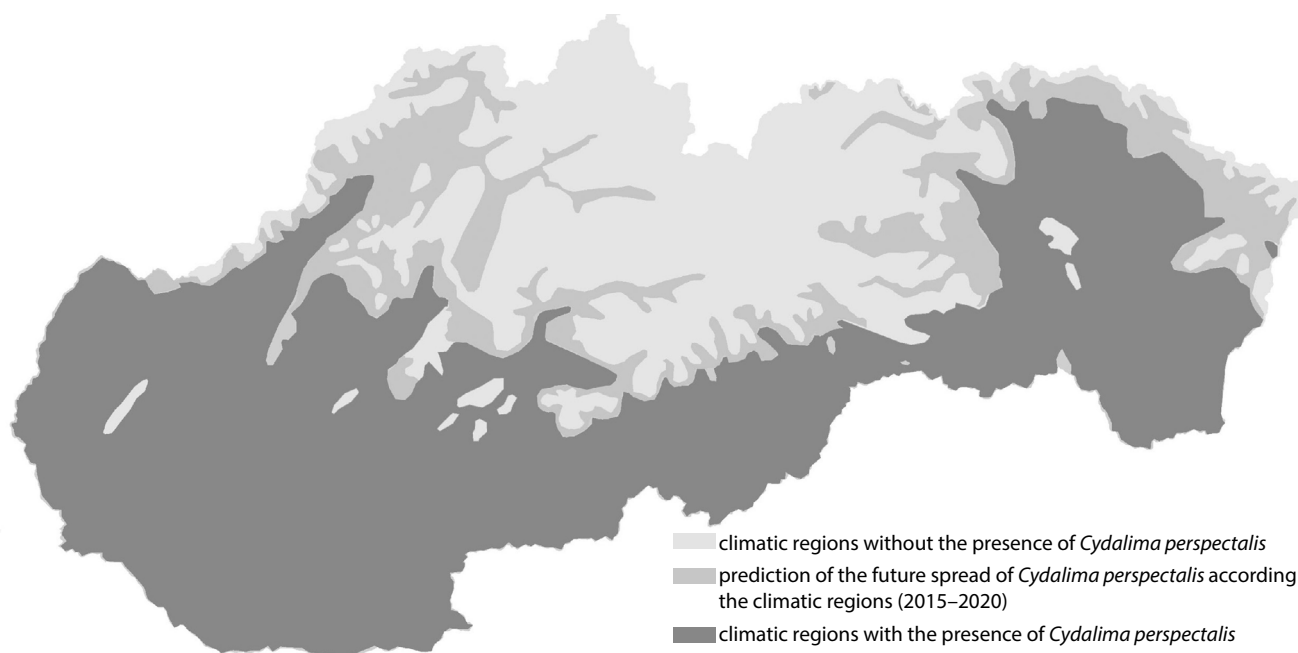 climatic regions without the presence of Cydalima perspectalis
prediction of the future spread of Cydalima perspectalis according
the climatic regions (2015–2020)
climatic regions with the presence of Cydalima perspectalis